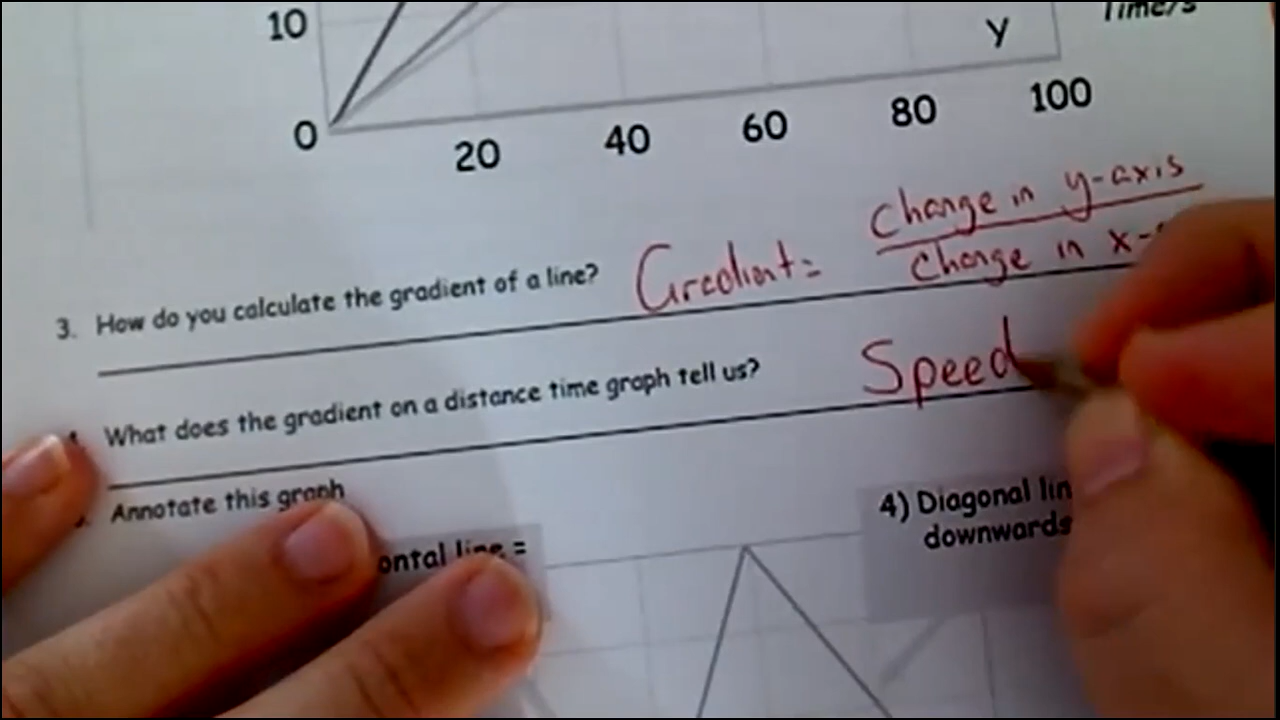 10
Time/s
Y
0 20 40 60 80 100
3. How do you calculate the gradient of a line? Gradient = change in y-axis
change in x-
What does the gradient on a distance time graph tell us? Speed
Annotate this graph
ontal line =
4) Diagonal lin
downwards